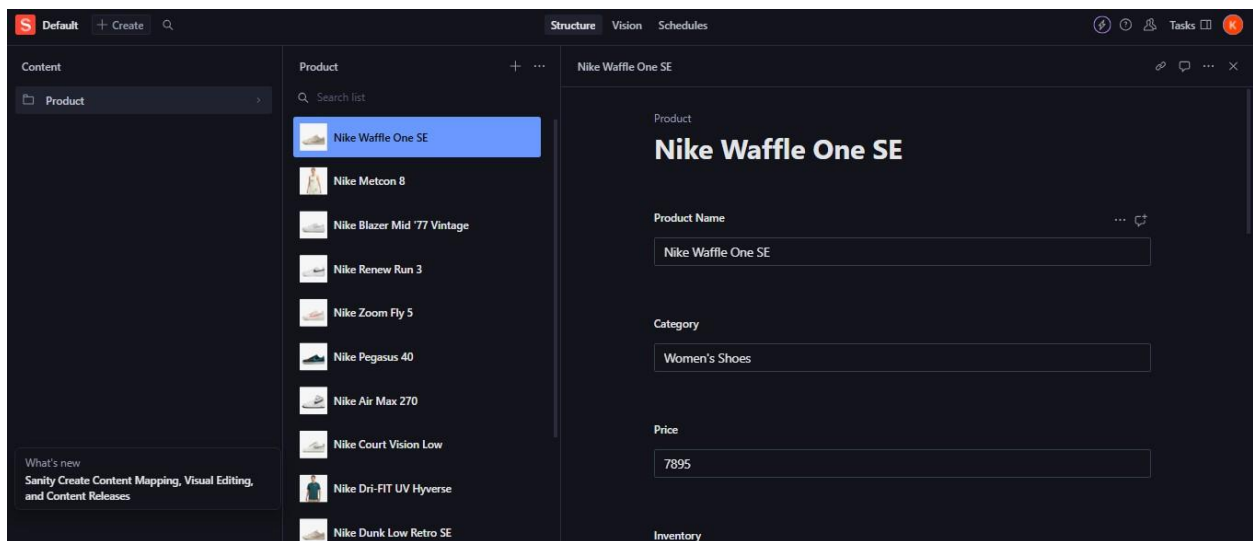 S Default + Create
Structure Vision Schedules
Tasks
K
Content
Product
What's new
Sanity Create Content Mapping, Visual Editing,
and Content Releases
Product
Search list
Nike Waffle One SE
Nike Metcon 8
Nike Blazer Mid '77 Vintage
Nike Renew Run 3
Nike Zoom Fly 5
Nike Pegasus 40
Nike Air Max 270
Nike Court Vision Low
Nike Dri-FIT UV Hyverse
Nike Dunk Low Retro SE
Nike Waffle One SE
Product
Nike Waffle One SE
Product Name
Nike Waffle One SE
Category
Women's Shoes
Price
7895
Inventory